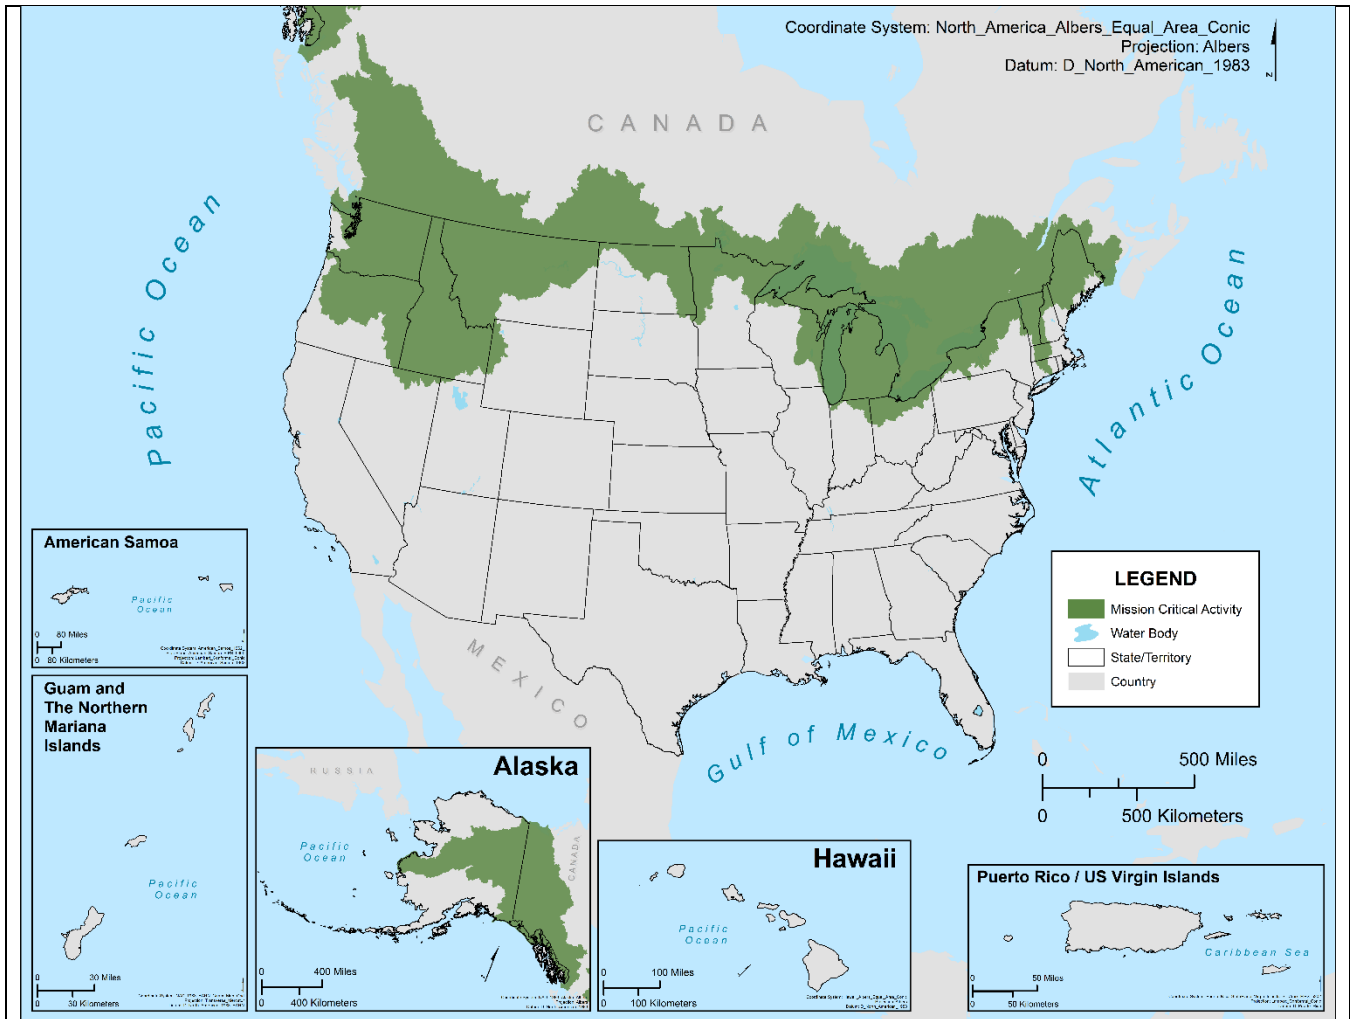 Coordinate System: North_America_Albers_Equal_Area_Conic
Projection: Albers
Datum: D_North_American_1983
N
CANADA
Pacific Ocean
Atlantic Ocean
MEXICO
Gulf of Mexico
LEGEND
Mission Critical Activity
Water Body
State/Territory
Country
0 500 Miles
0 500 Kilometers
American Samoa
Pacific
Ocean
0 80 Miles
0 80 Kilometers
Guam and
The Northern
Mariana
Islands
Pacific
Ocean
0 30 Miles
0 30 Kilometers
Alaska
RUSSIA
Pacific
Ocean
CANADA
0 400 Miles
0 400 Kilometers
Hawaii
Pacific
Ocean
0 100 Miles
0 100 Kilometers
Puerto Rico / US Virgin Islands
Caribbean Sea
0 50 Miles
0 50 Kilometers